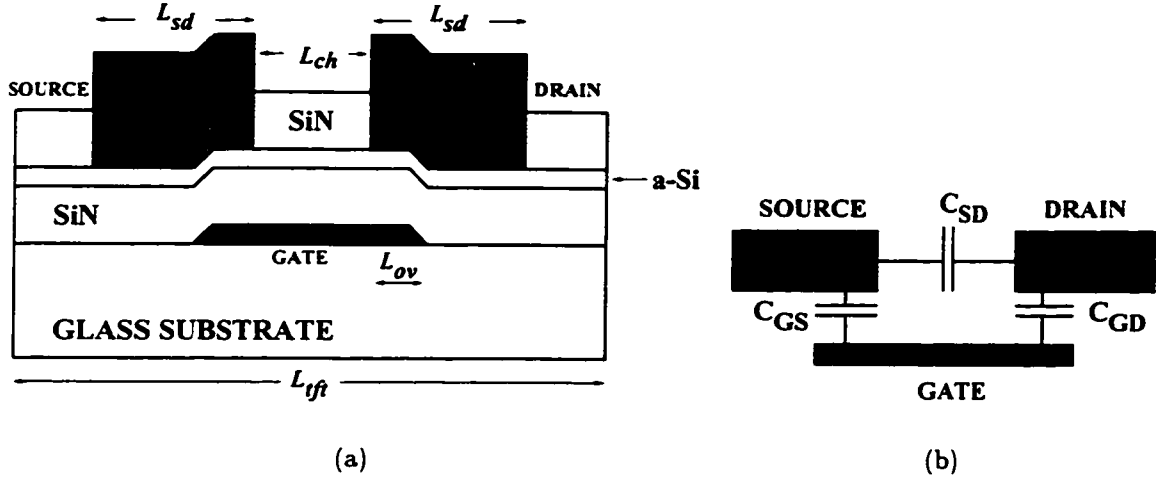 L_sd L_sd
L_ch
SOURCE DRAIN
SiN
a-Si
SiN
GATE
L_ov
GLASS SUBSTRATE
L_tft
(a)
SOURCE C_SD DRAIN
C_GS C_GD
GATE
(b)